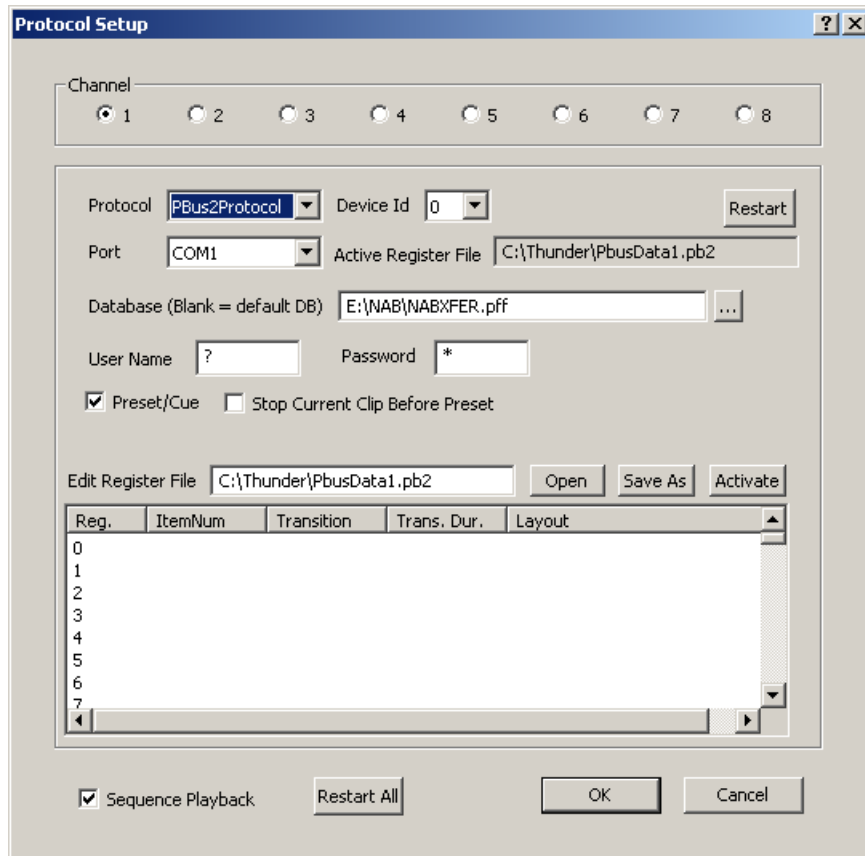 Protocol Setup ? X
Channel
1 2 3 4 5 6 7 8
Protocol PBus2Protocol Device Id 0 Restart
Port COM1 Active Register File C:\Thunder\PbusData1.pb2
Database (Blank = default DB) E:\NAB\NABXFER.pff ...
User Name ? Password *
Preset/Cue Stop Current Clip Before Preset
Edit Register File C:\Thunder\PbusData1.pb2 Open Save As Activate
Reg. ItemNum Transition Trans. Dur. Layout
0
1
2
3
4
5
6
7
Sequence Playback Restart All OK Cancel